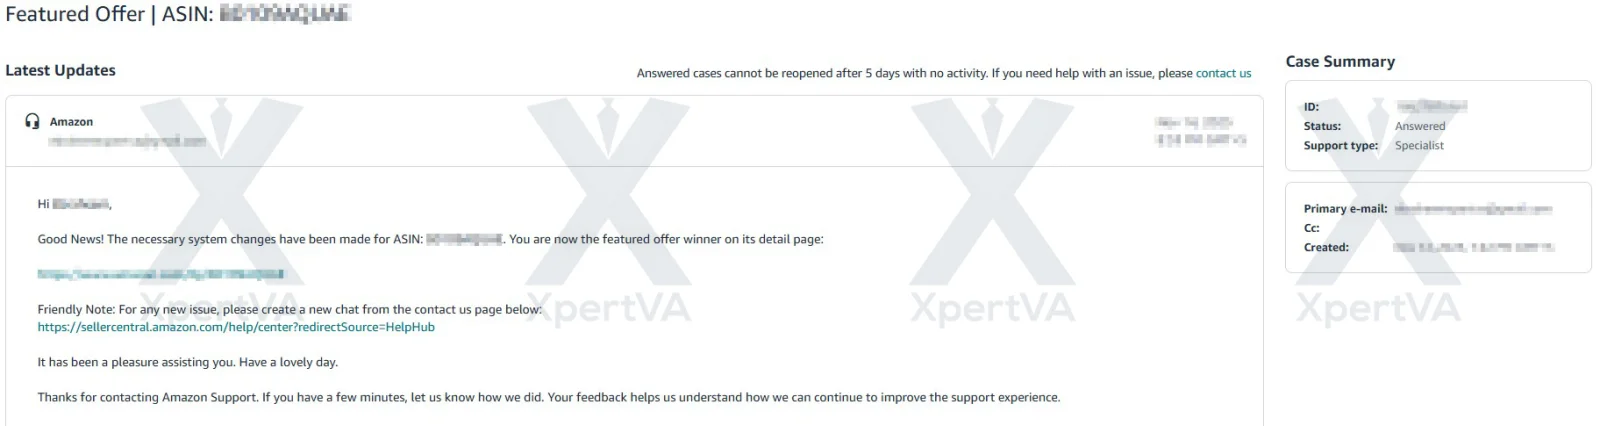 Featured Offer | ASIN:
Latest Updates
Answered cases cannot be reopened after 5 days with no activity. If you need help with an issue, please contact us
Amazon
Hi ,
Good News! The necessary system changes have been made for ASIN: . You are now the featured offer winner on its detail page:
Friendly Note: For any new issue, please create a new chat from the contact us page below:
https://sellercentral.amazon.com/help/center?redirectSource=HelpHub
It has been a pleasure assisting you. Have a lovely day.
Thanks for contacting Amazon Support. If you have a few minutes, let us know how we did. Your feedback helps us understand how we can continue to improve the support experience.
Case Summary
ID:
Status: Answered
Support type: Specialist
Primary e-mail:
Cc:
Created:
XpertVA
XpertVA
XpertVA
XpertVA